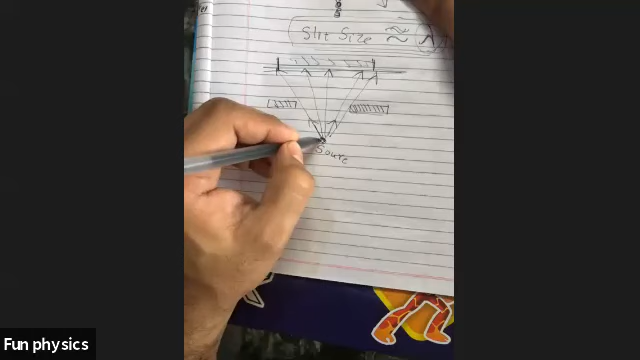 Slit Size ≈ λ
Source
Fun physics